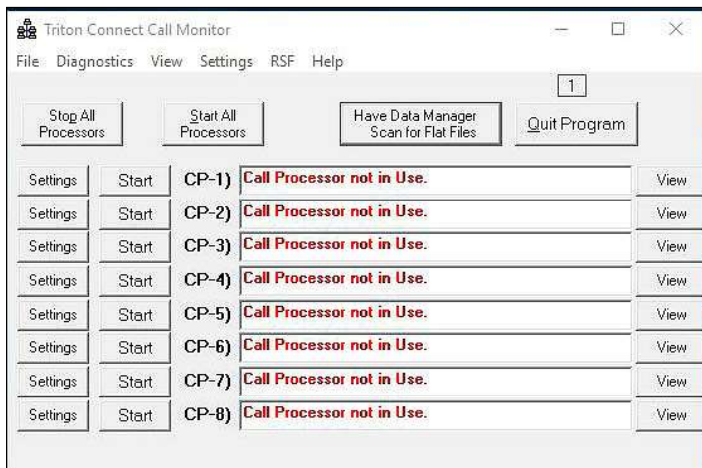 Triton Connect Call Monitor
File Diagnostics View Settings RSF Help
1
Stop All Processors
Start All Processors
Have Data Manager Scan for Flat Files
Quit Program
Settings Start CP-1) Call Processor not in Use. View
Settings Start CP-2) Call Processor not in Use. View
Settings Start CP-3) Call Processor not in Use. View
Settings Start CP-4) Call Processor not in Use. View
Settings Start CP-5) Call Processor not in Use. View
Settings Start CP-6) Call Processor not in Use. View
Settings Start CP-7) Call Processor not in Use. View
Settings Start CP-8) Call Processor not in Use. View